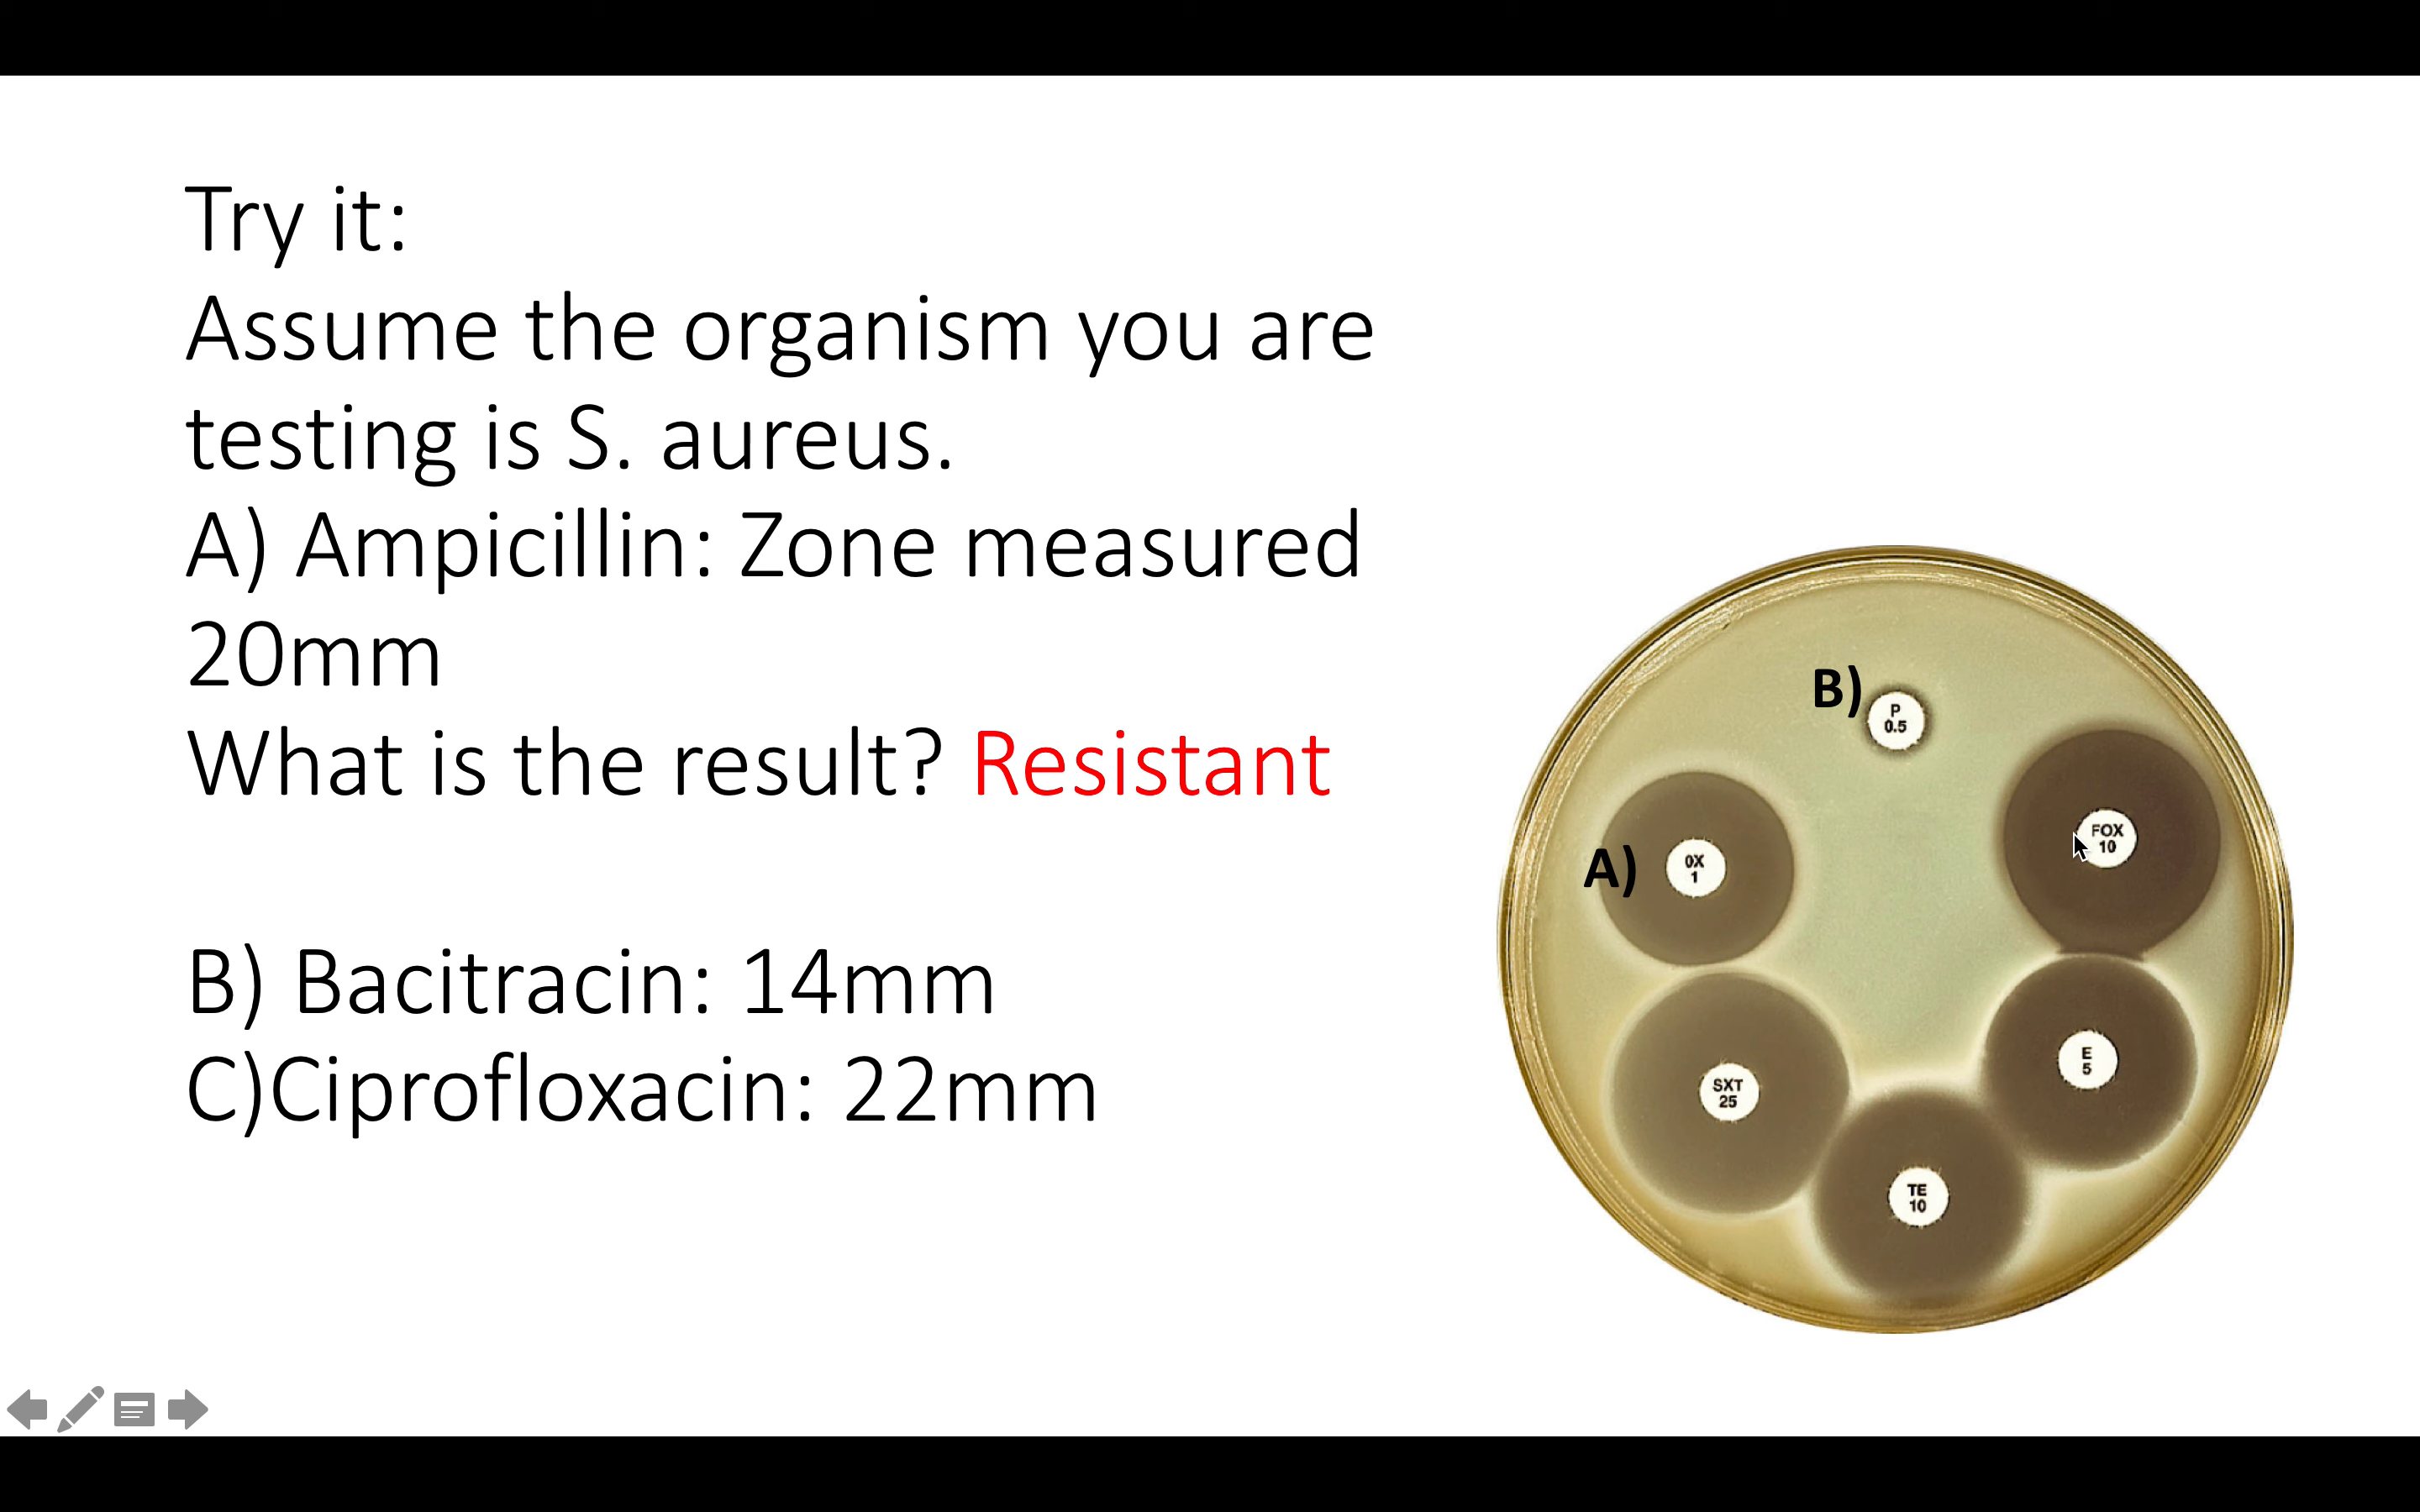 Try it:
Assume the organism you are
testing is S. aureus.
A) Ampicillin: Zone measured
20mm
What is the result? Resistant
B) Bacitracin: 14mm
C)Ciprofloxacin: 22mm
B)
P
0.5
A)
OX
1
FOX
10
SXT
25
E
5
TE
10